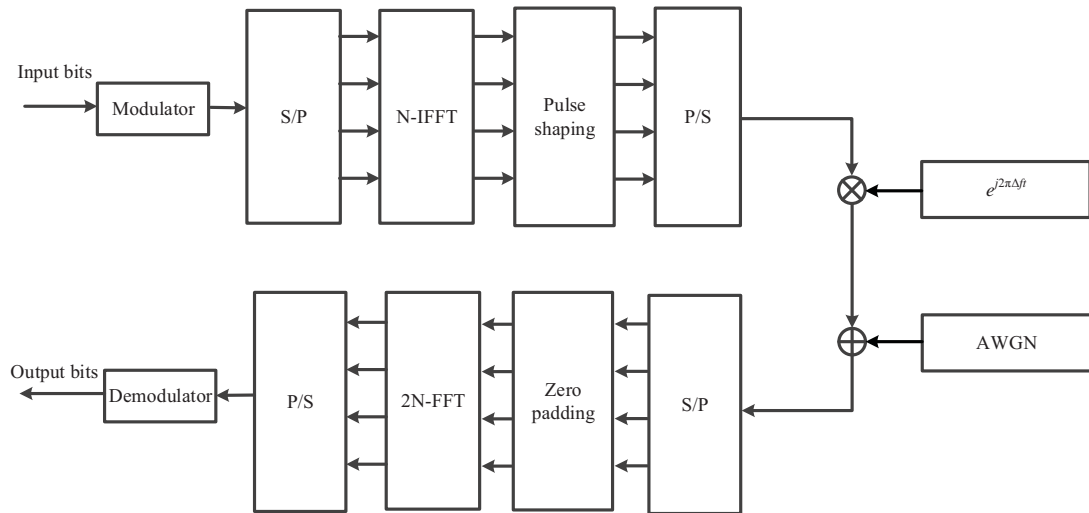 Input bits
Modulator
S/P
N-IFFT
Pulse
shaping
P/S
e^{j2πΔft}
AWGN
S/P
Zero
padding
2N-FFT
P/S
Demodulator
Output bits